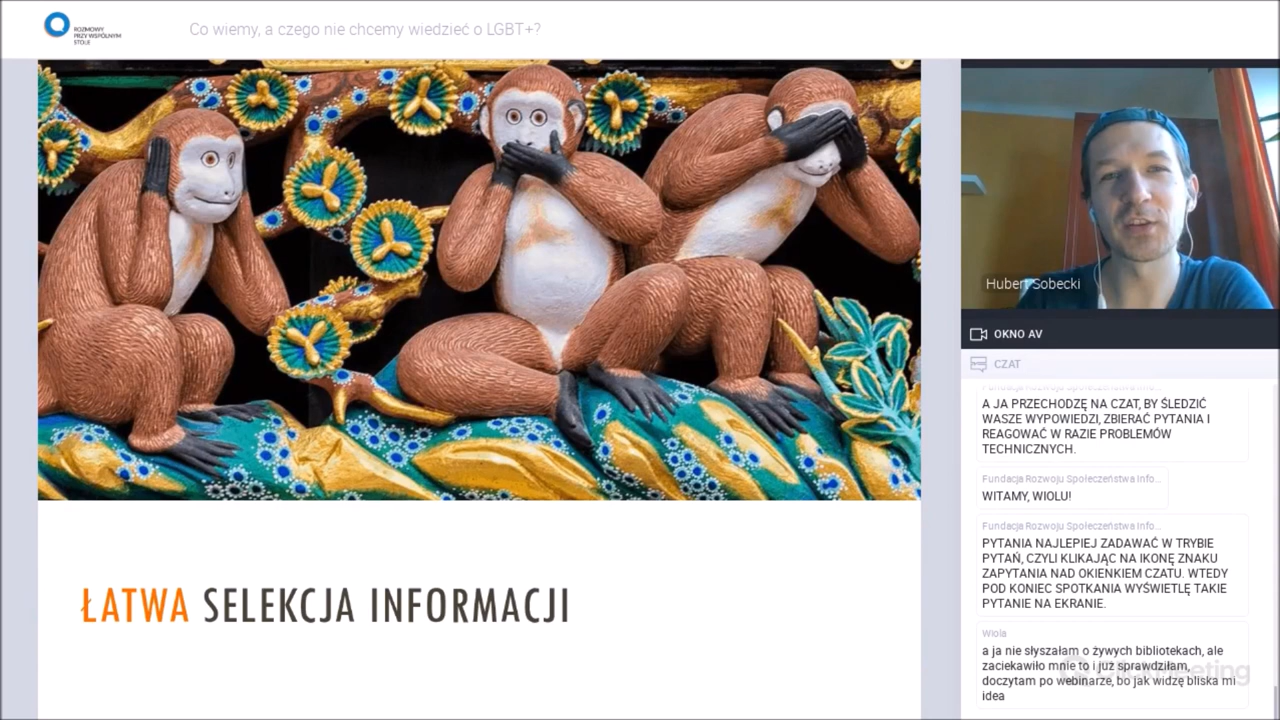 ROZMOWY
PRZY WSPÓLNYM
STOLE
Co wiemy, a czego nie chcemy wiedzieć o LGBT+?
ŁATWA SELEKCJA INFORMACJI
Hubert Sobecki
OKNO AV
CZAT
Fundacja Rozwoju Społeczeństwa Info...
A JA PRZECHODZĘ NA CZAT, BY ŚLEDZIĆ
WASZE WYPOWIEDZI, ZBIERAĆ PYTANIA I
REAGOWAĆ W RAZIE PROBLEMÓW
TECHNICZNYCH.
Fundacja Rozwoju Społeczeństwa Info...
WITAMY, WIOLU!
Fundacja Rozwoju Społeczeństwa Info...
PYTANIA NAJLEPIEJ ZADAWAĆ W TRYBIE
PYTAŃ, CZYLI KLIKAJĄC NA IKONĘ ZNAKU
ZAPYTANIA NAD OKIENKIEM CZATU. WTEDY
POD KONIEC SPOTKANIA WYŚWIETLĘ TAKIE
PYTANIE NA EKRANIE.
Wiola
a ja nie słyszałam o żywych bibliotekach, ale
zaciekawiło mnie to i już sprawdziłam,
doczytam po webinarze, bo jak widzę bliska mi
idea